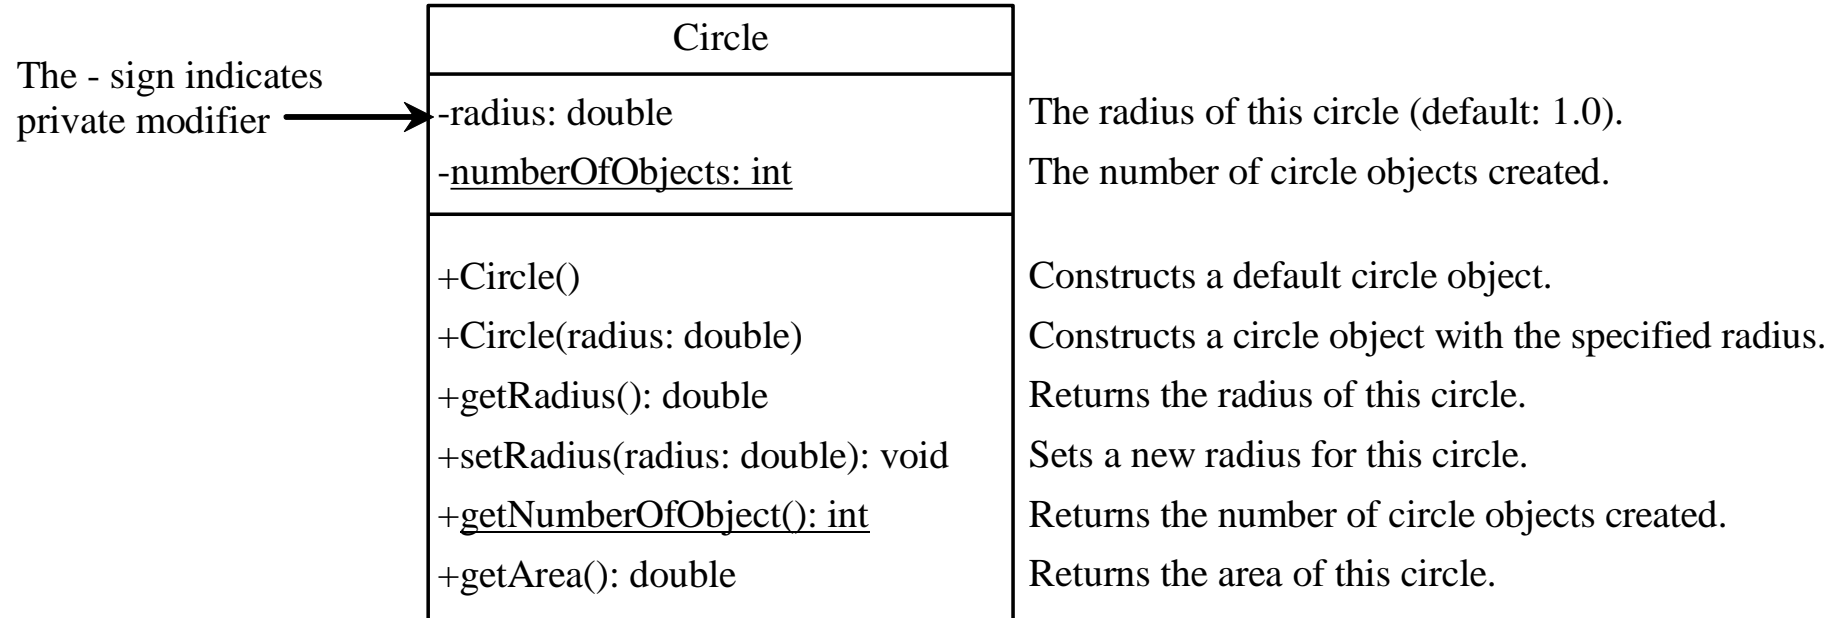 Circle
The - sign indicates
private modifier
-radius: double
The radius of this circle (default: 1.0).
-numberOfObjects: int
The number of circle objects created.
+Circle()
Constructs a default circle object.
+Circle(radius: double)
Constructs a circle object with the specified radius.
+getRadius(): double
Returns the radius of this circle.
+setRadius(radius: double): void
Sets a new radius for this circle.
+getNumberOfObject(): int
Returns the number of circle objects created.
+getArea(): double
Returns the area of this circle.